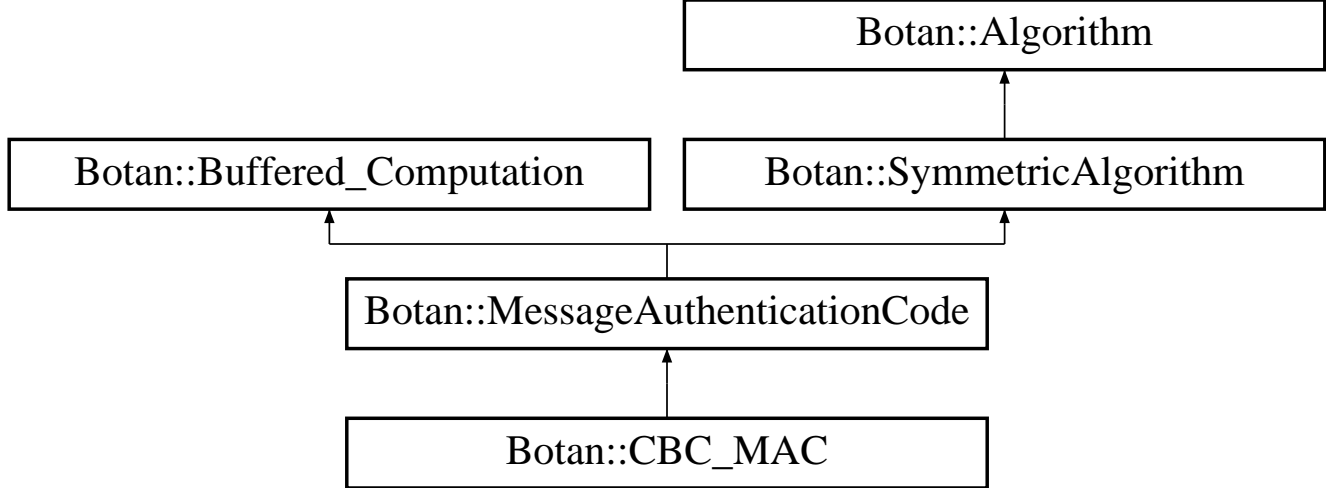 Botan::Algorithm
Botan::Buffered_Computation
Botan::SymmetricAlgorithm
Botan::MessageAuthenticationCode
Botan::CBC_MAC